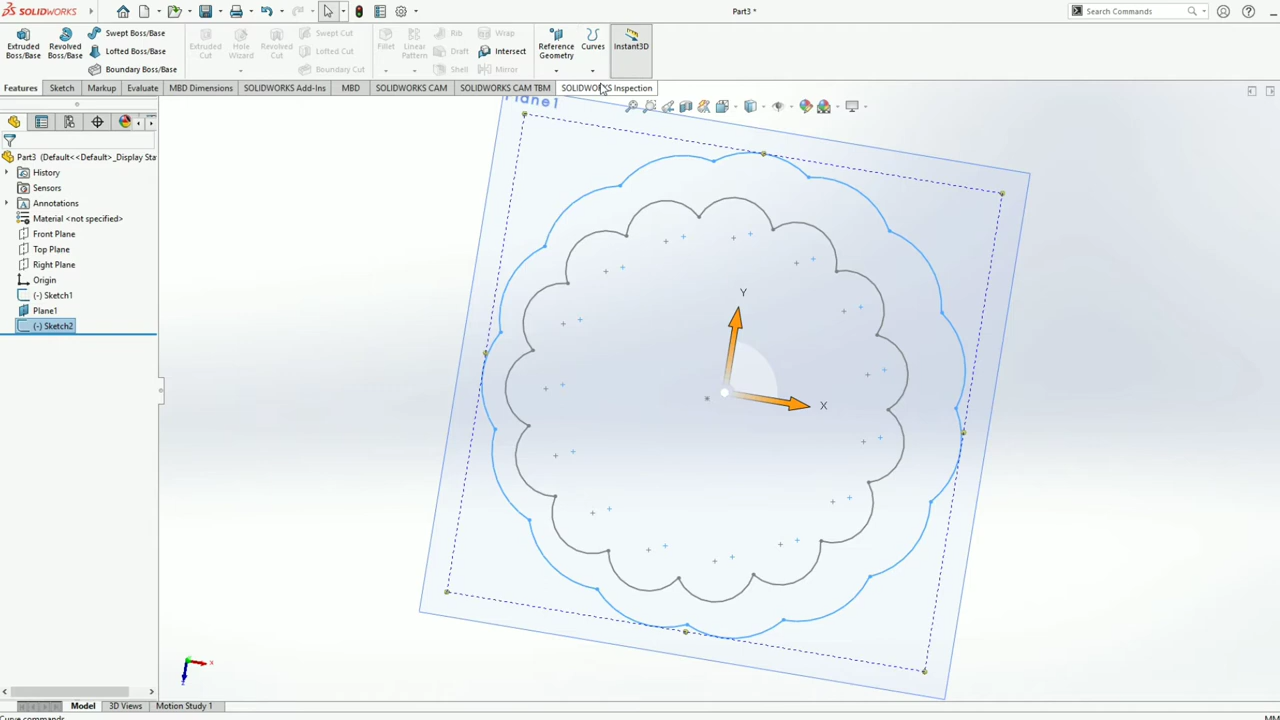 SOLIDWORKS
Part3 *
Search Commands
Extruded Boss/Base
Revolved Boss/Base
Swept Boss/Base
Lofted Boss/Base
Boundary Boss/Base
Extruded Cut
Hole Wizard
Revolved Cut
Swept Cut
Lofted Cut
Boundary Cut
Fillet
Linear Pattern
Rib
Draft
Shell
Wrap
Intersect
Mirror
Reference Geometry
Curves
Instant3D
Features
Sketch
Markup
Evaluate
MBD Dimensions
SOLIDWORKS Add-Ins
MBD
SOLIDWORKS CAM
SOLIDWORKS CAM TBM
SOLIDWORKS Inspection
Plane1
Part3 (Default<<Default>_Display Sta
History
Sensors
Annotations
Material <not specified>
Front Plane
Top Plane
Right Plane
Origin
(-) Sketch1
Plane1
(-) Sketch2
Y
X
x
z
Model
3D Views
Motion Study 1
Curve commands